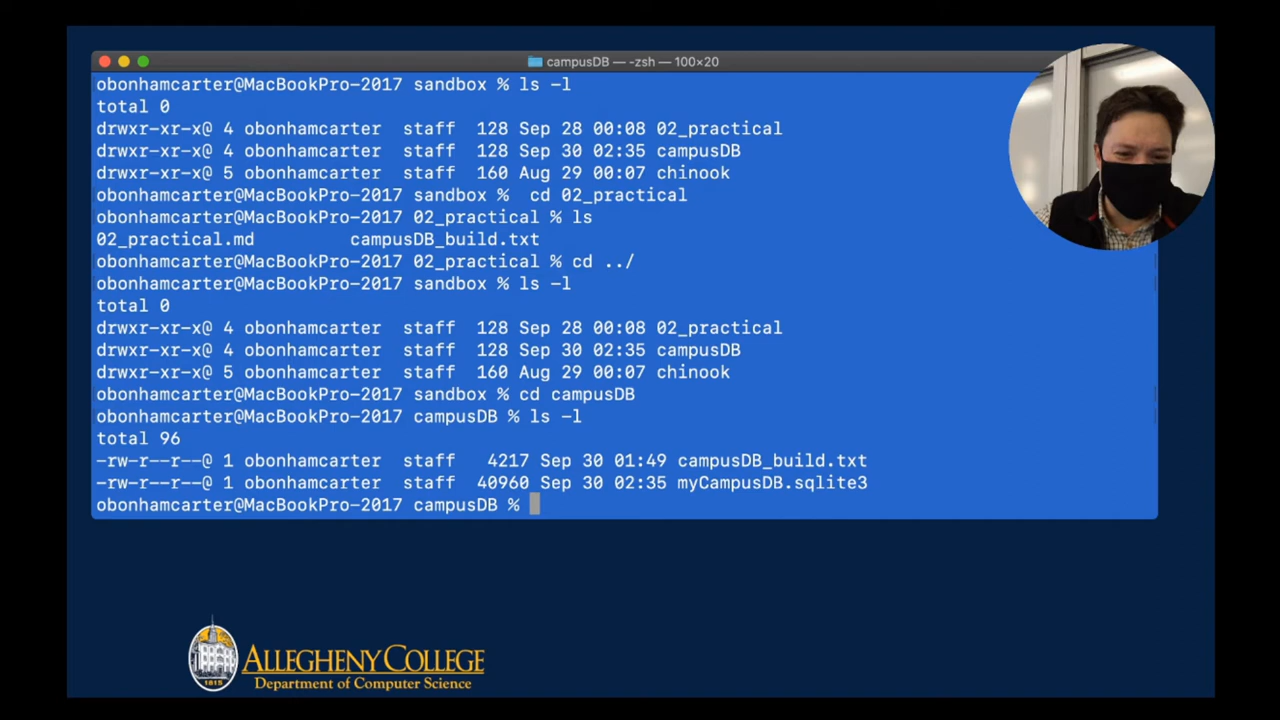 campusDB — -zsh — 100×20
obonhamcarter@MacBookPro-2017 sandbox % ls -l
total 0
drwxr-xr-x@ 4 obonhamcarter  staff  128 Sep 28 00:08 02_practical
drwxr-xr-x@ 4 obonhamcarter  staff  128 Sep 30 02:35 campusDB
drwxr-xr-x@ 5 obonhamcarter  staff  160 Aug 29 00:07 chinook
obonhamcarter@MacBookPro-2017 sandbox %  cd 02_practical
obonhamcarter@MacBookPro-2017 02_practical % ls
02_practical.md         campusDB_build.txt
obonhamcarter@MacBookPro-2017 02_practical % cd ../
obonhamcarter@MacBookPro-2017 sandbox % ls -l
total 0
drwxr-xr-x@ 4 obonhamcarter  staff  128 Sep 28 00:08 02_practical
drwxr-xr-x@ 4 obonhamcarter  staff  128 Sep 30 02:35 campusDB
drwxr-xr-x@ 5 obonhamcarter  staff  160 Aug 29 00:07 chinook
obonhamcarter@MacBookPro-2017 sandbox % cd campusDB
obonhamcarter@MacBookPro-2017 campusDB % ls -l
total 96
-rw-r--r--@ 1 obonhamcarter  staff   4217 Sep 30 01:49 campusDB_build.txt
-rw-r--r--@ 1 obonhamcarter  staff  40960 Sep 30 02:35 myCampusDB.sqlite3
obonhamcarter@MacBookPro-2017 campusDB %
1815
ALLEGHENY COLLEGE
Department of Computer Science